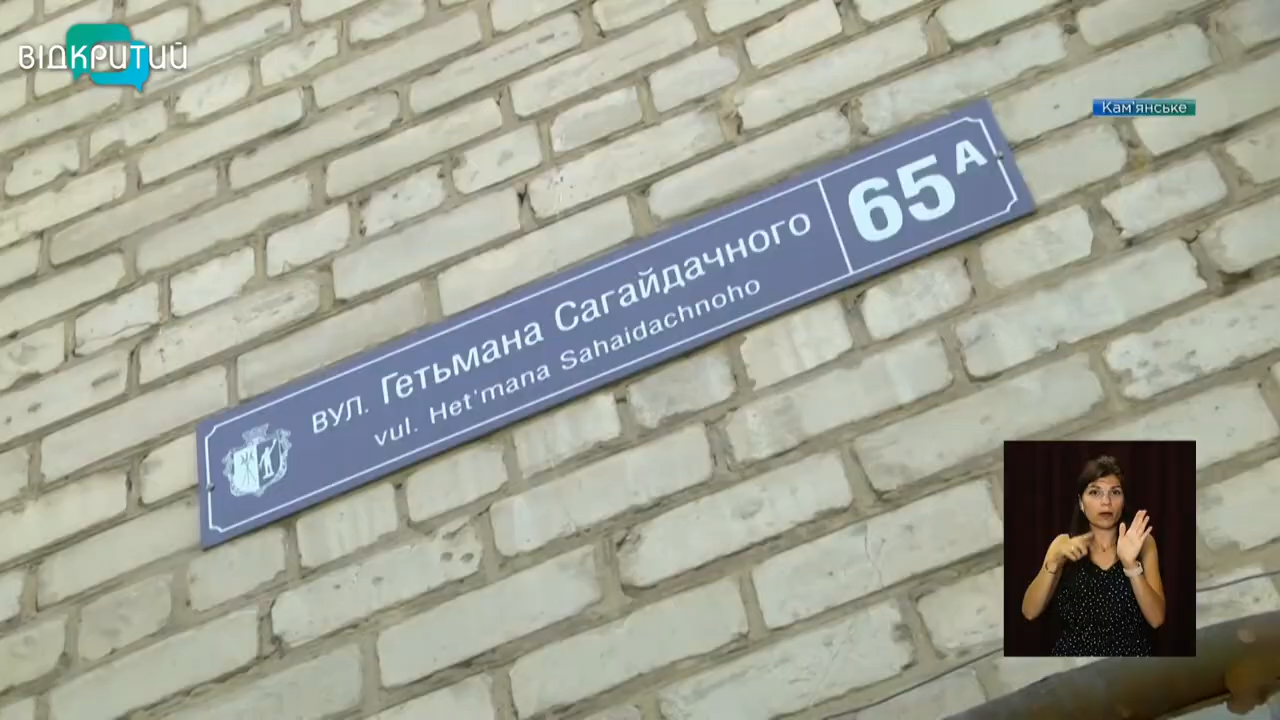 ВІДКРИТИЙ
Кам'янське
вул. Гетьмана Сагайдачного
vul. Het'mana Sahaidachnoho
65А